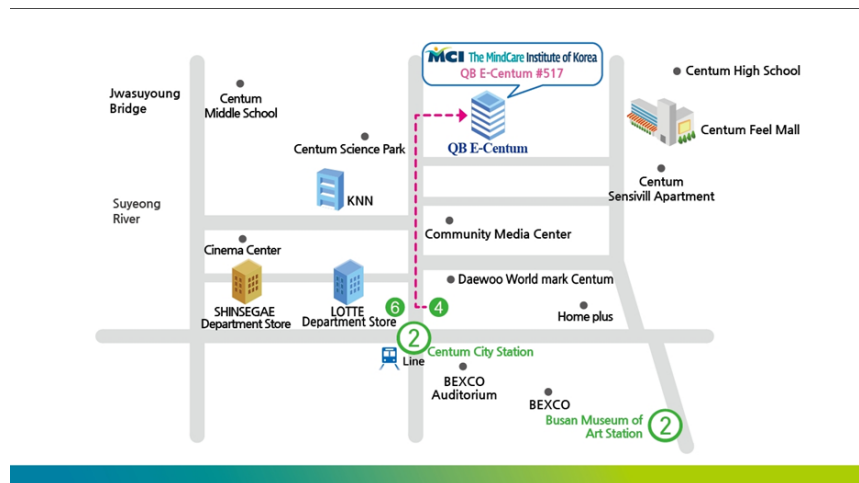 MCI The MindCare Institute of Korea
QB E-Centum #517
Jwasuyoung
Bridge
Centum
Middle School
Centum High School
Centum Feel Mall
Centum Science Park
QB E-Centum
KNN
Centum
Sensivill Apartment
Suyeong
River
Community Media Center
Cinema Center
Daewoo World mark Centum
SHINSEGAE
Department Store
LOTTE
Department Store
6
4
Home plus
2
Line
Centum City Station
BEXCO
Auditorium
BEXCO
Busan Museum of
Art Station
2